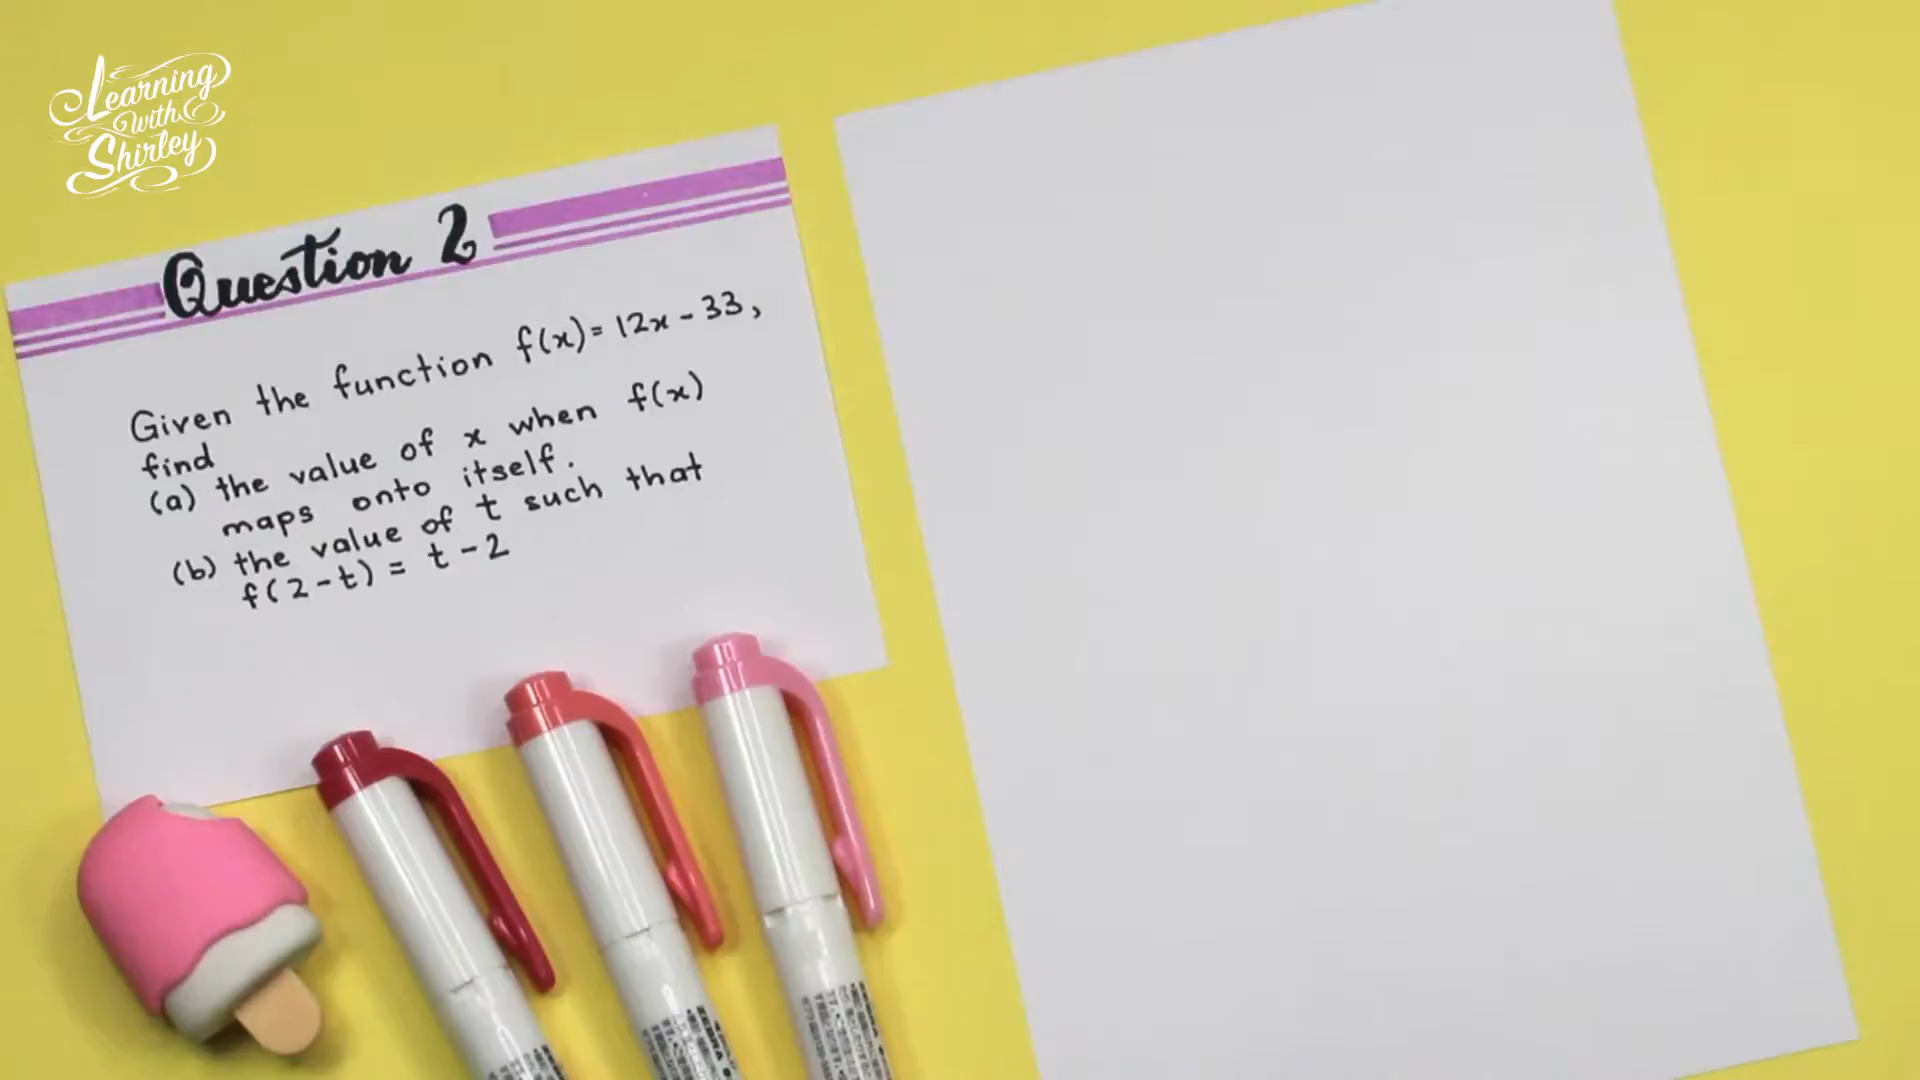 Learning
with
Shirley
Question 2
Given the function f(x) = 12x - 33,
find
(a) the value of x when f(x)
maps onto itself.
(b) the value of t such that
f(2-t) = t - 2